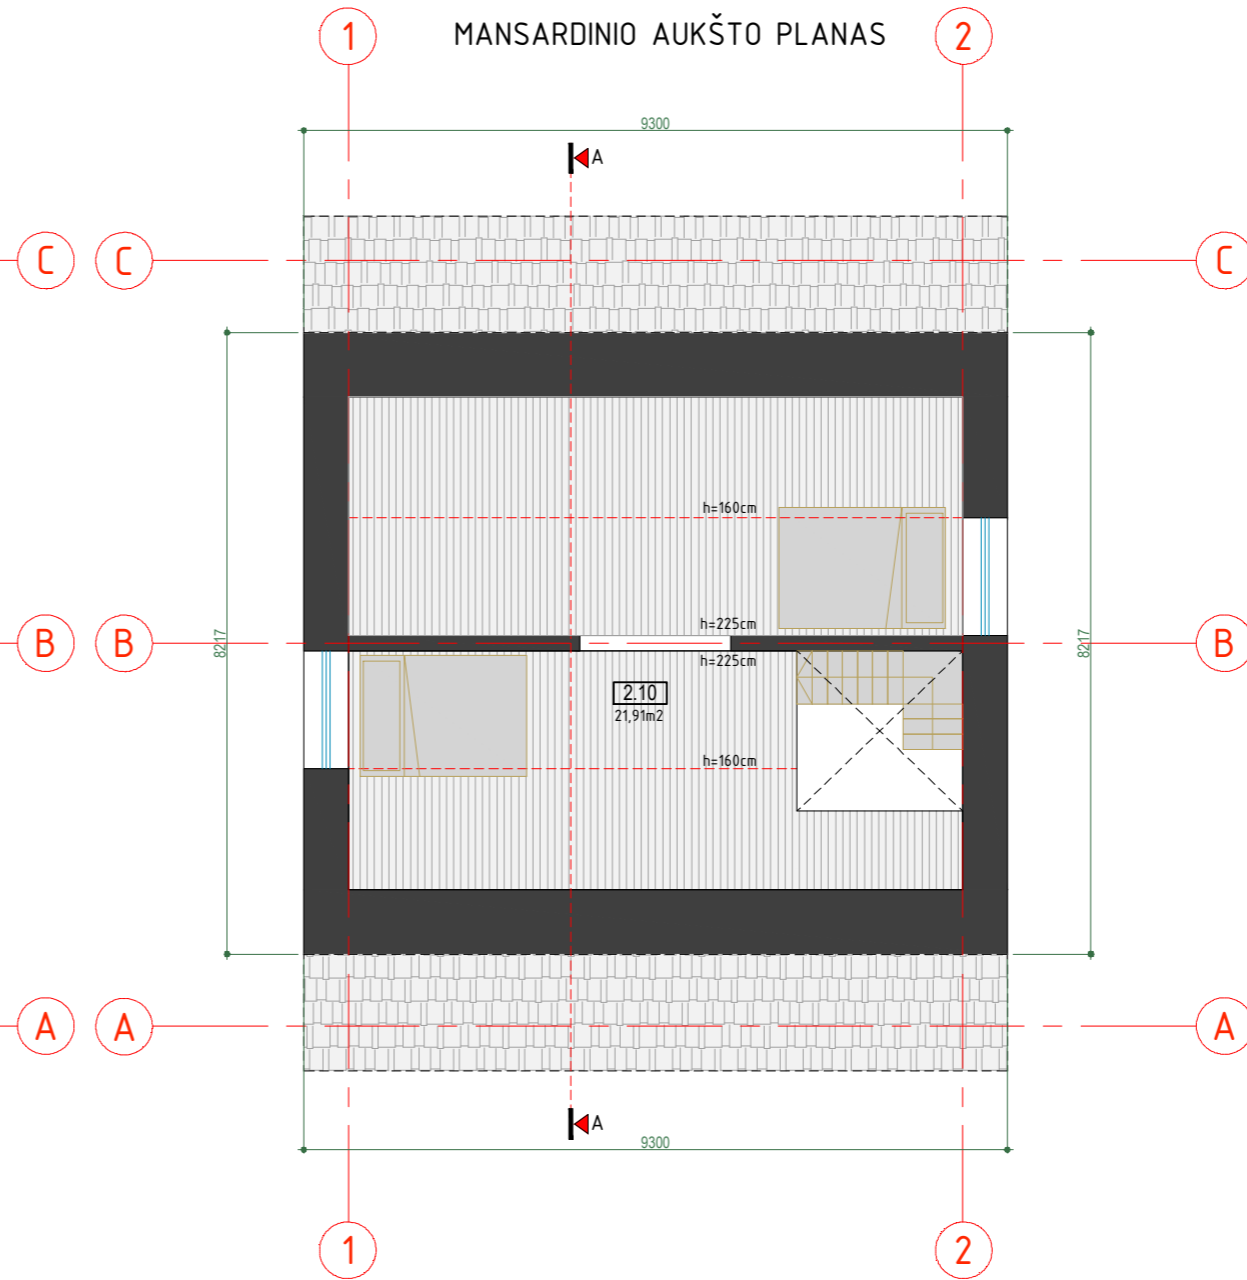 1
MANSARDINIO AUKŠTO PLANAS
2
9300
A
C
C
C
h=160cm
B
B
8217
h=225cm
8217
B
h=225cm
2.10
21,91m2
h=160cm
A
A
A
A
9300
1
2